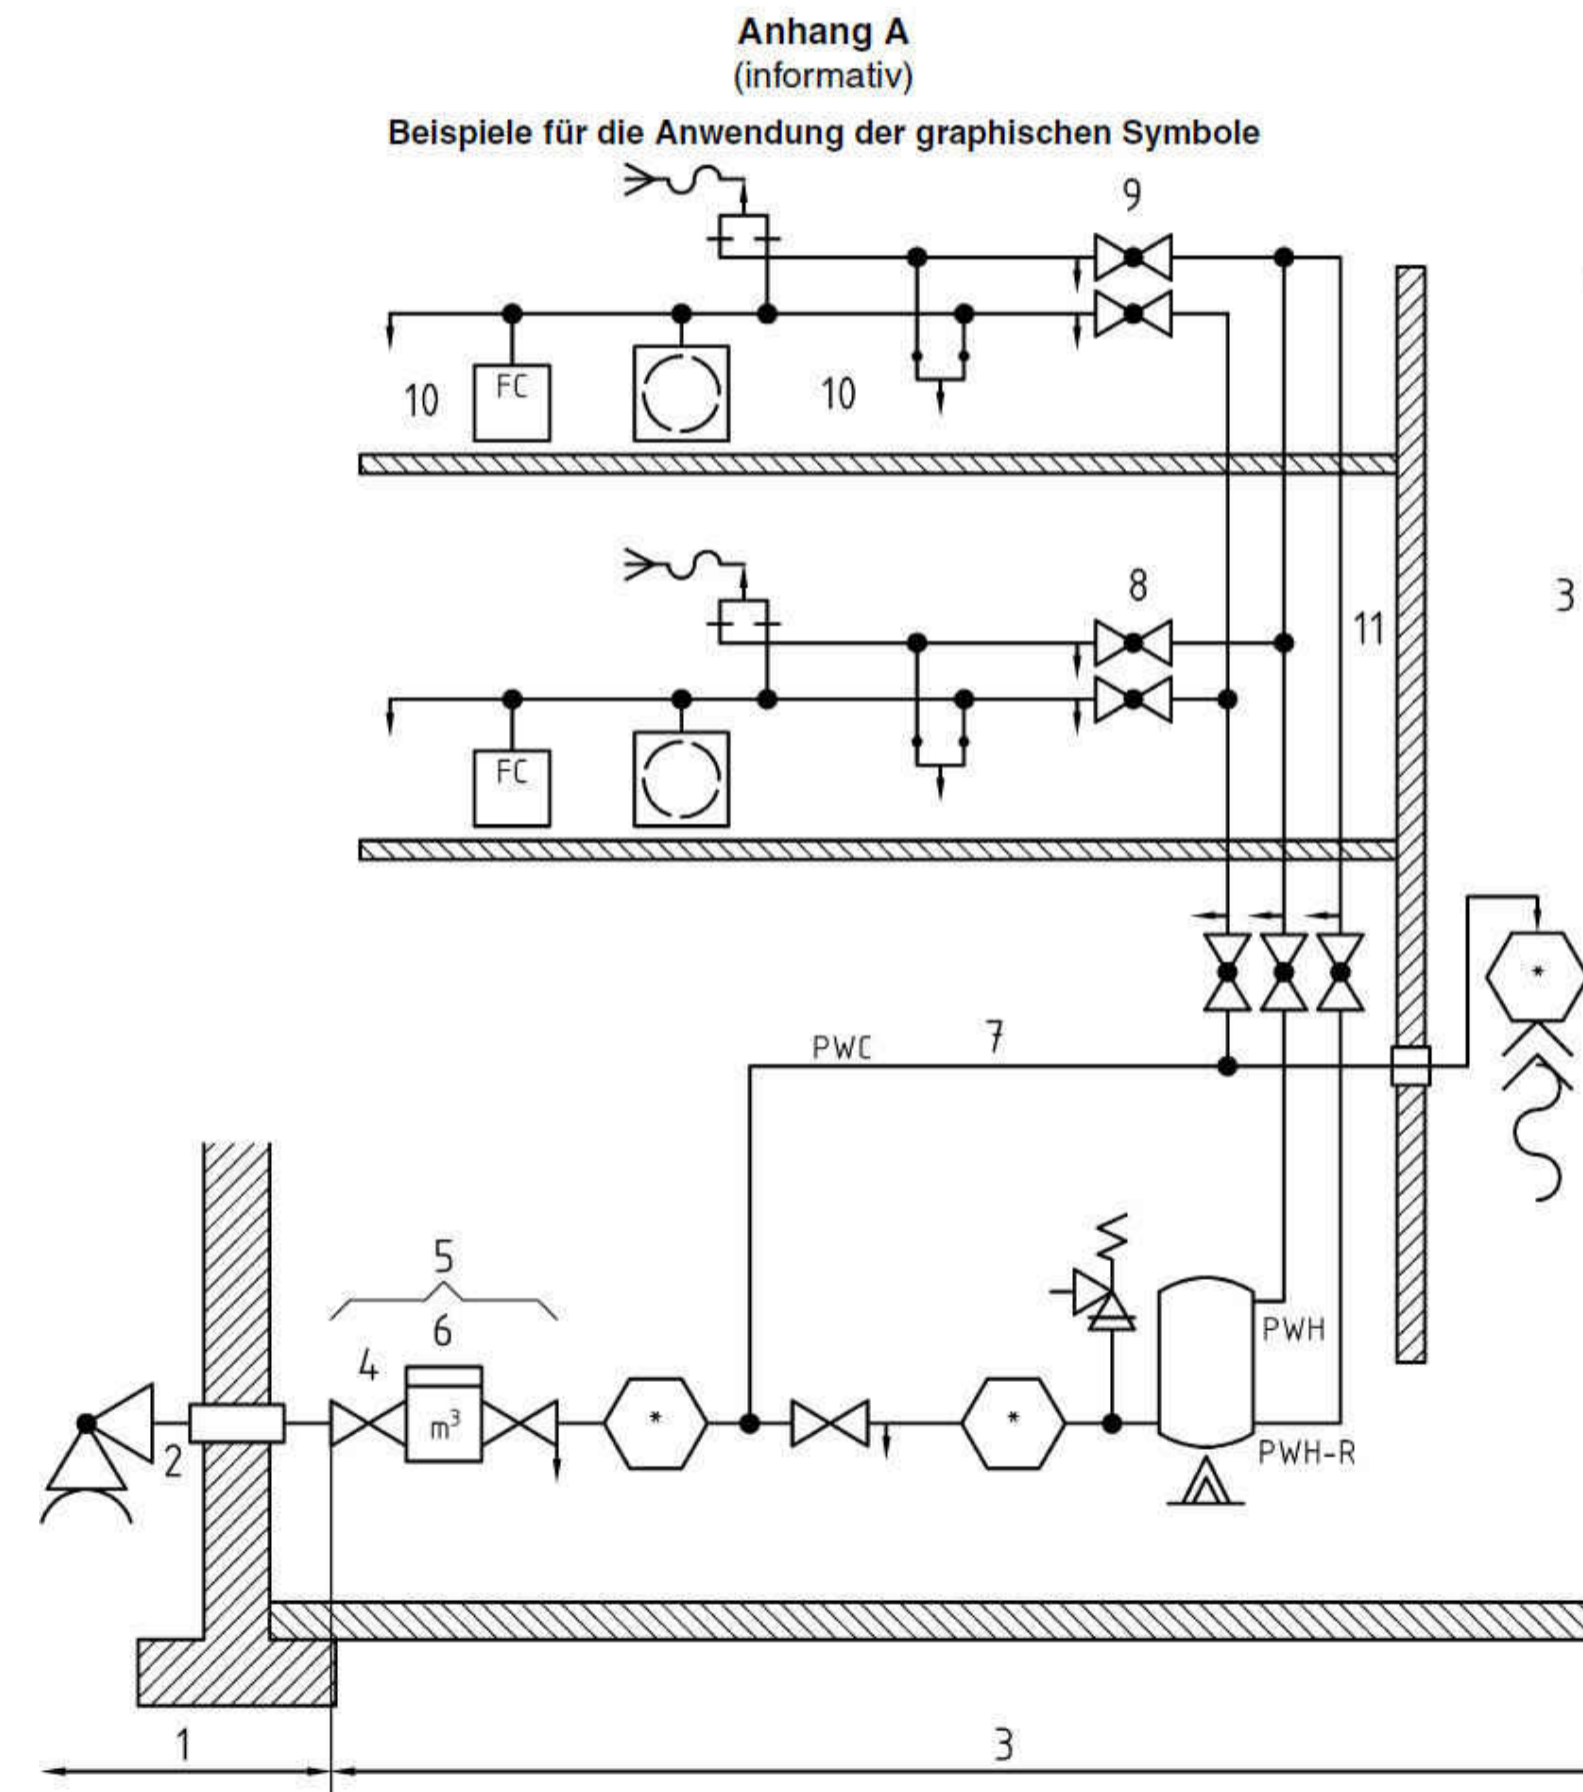 Anhang A
(informativ)
Beispiele für die Anwendung der graphischen Symbole
9
10
FC
10
8
3
11
FC
PWC
7
5
6
4
m³
*
*
*
PWH
PWH-R
2
1
3